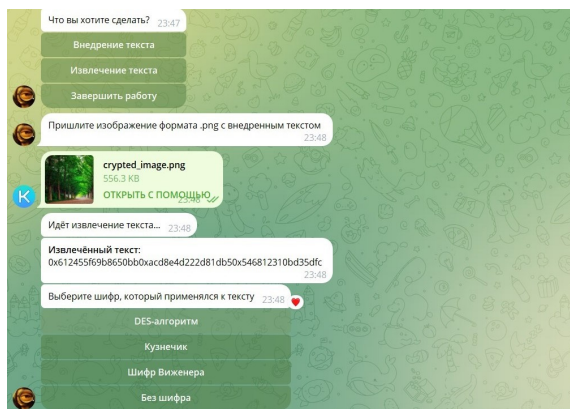 Что вы хотите сделать? 23:47
Внедрение текста
Извлечение текста
Завершить работу
Пришлите изображение формата .png с внедренным текстом
23:48
crypted_image.png
556.3 KB
ОТКРЫТЬ С ПОМОЩЬЮ
23:48
K
Идёт извлечение текста... 23:48
Извлечённый текст:
0x612455f69b8650bb0xacd8e4d222d81db50x546812310bd35dfc
23:48
Выберите шифр, который применялся к тексту 23:48
DES-алгоритм
Кузнечик
Шифр Виженера
Без шифра